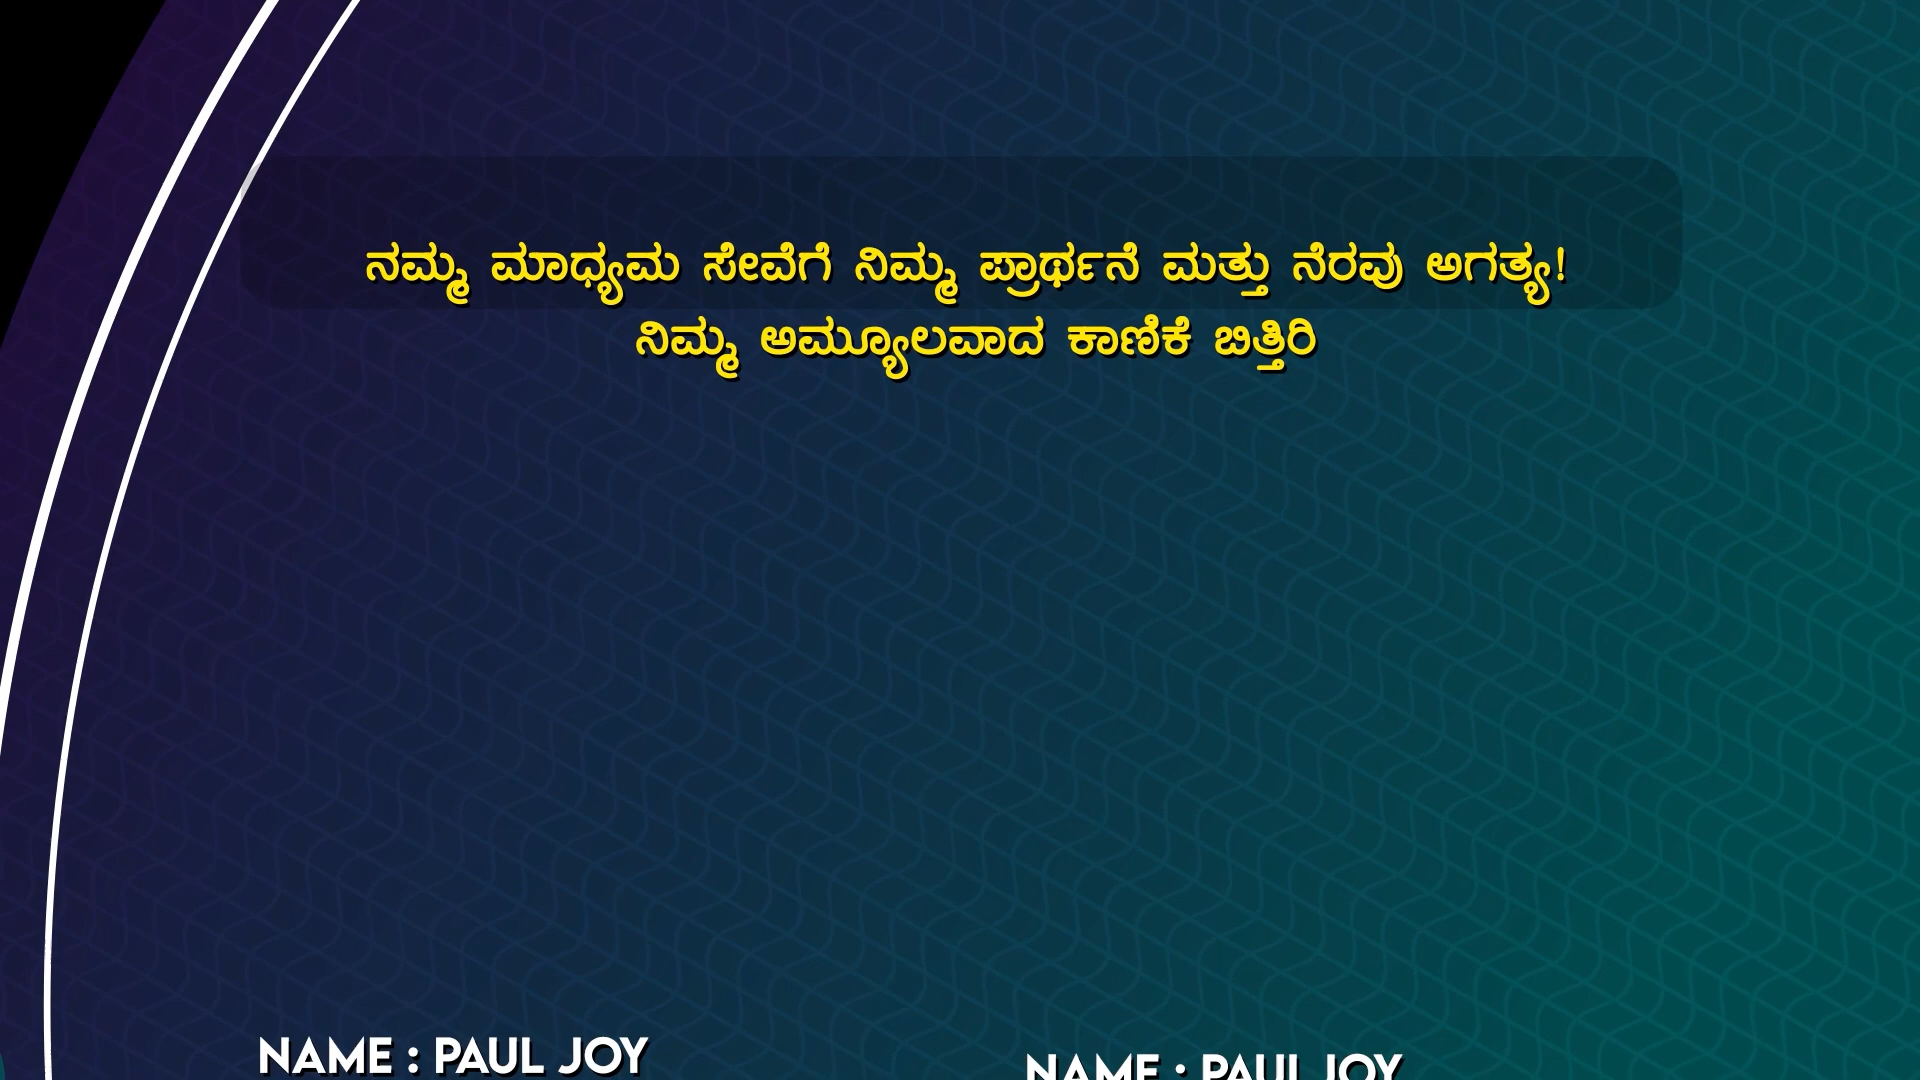 ನಮ್ಮ ಮಾಧ್ಯಮ ಸೇವೆಗೆ ನಿಮ್ಮ ಪ್ರಾರ್ಥನೆ ಮತ್ತು ನೆರವು ಅಗತ್ಯ!
ನಿಮ್ಮ ಅಮ್ಯೂಲವಾದ ಕಾಣಿಕೆ ಬಿತ್ತಿರಿ
NAME : PAUL JOY
NAME : PAUL JOY